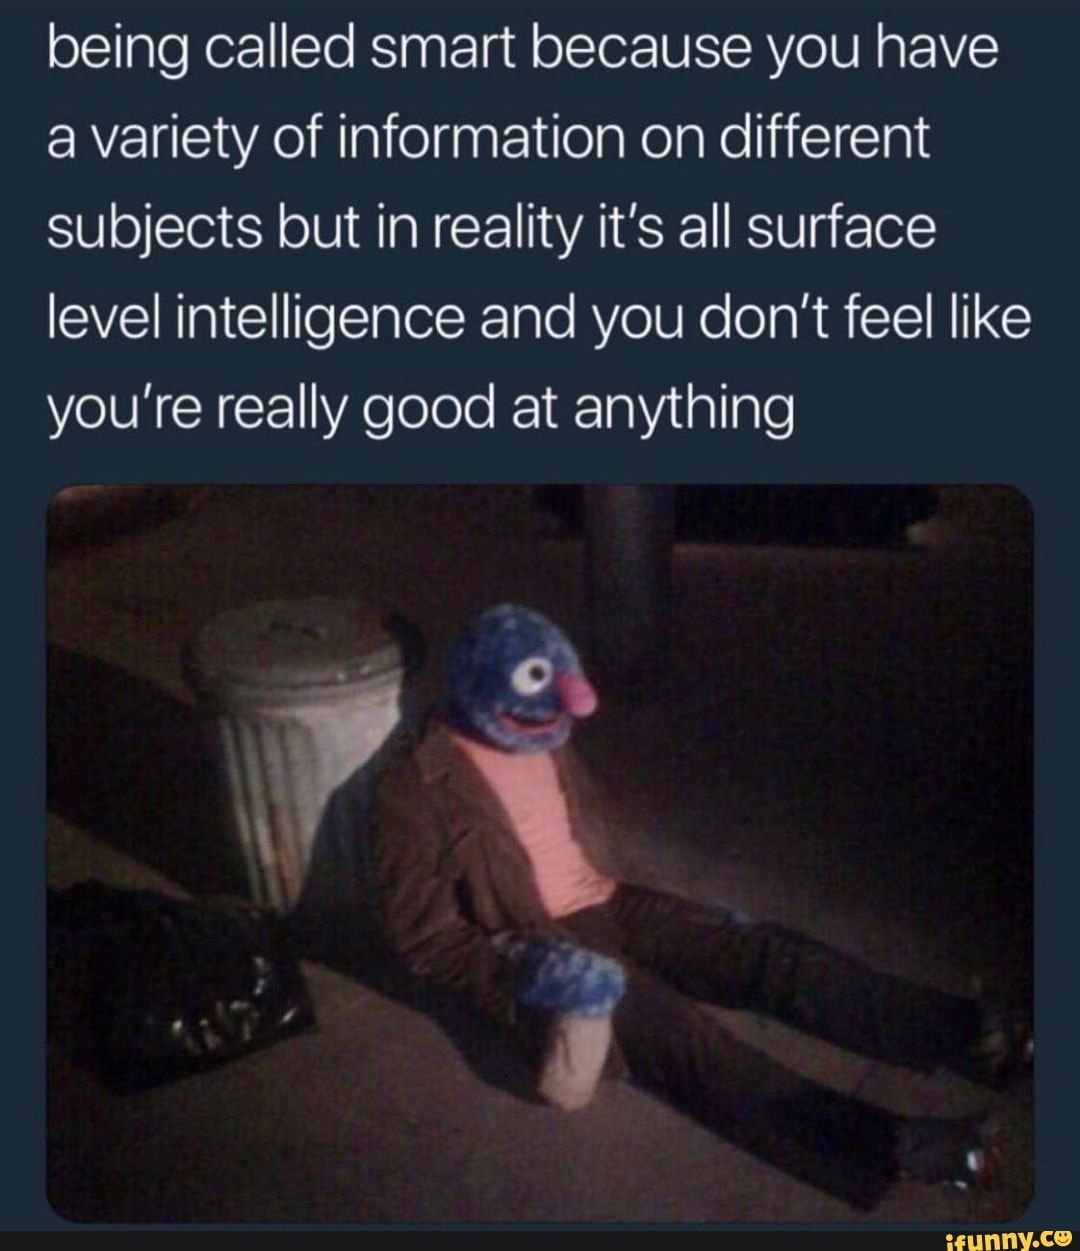 being called smart because you have
a variety of information on different
subjects but in reality it's all surface
level intelligence and you don't feel like
you're really good at anything
ifunny.co